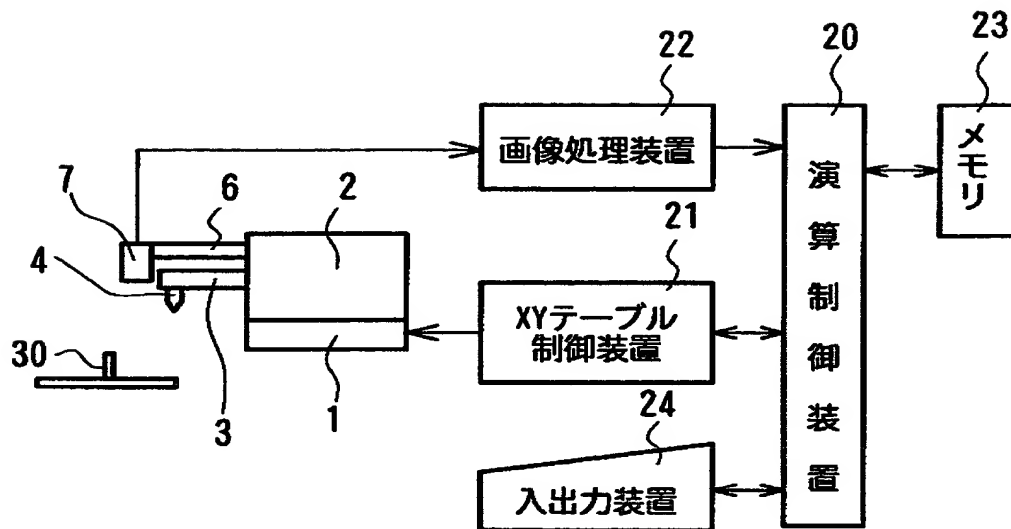 22
20
23
画像処理装置
演算制御装置
メモリ
7
6
2
4
21
3
XYテーブル
制御装置
30
1
24
入出力装置